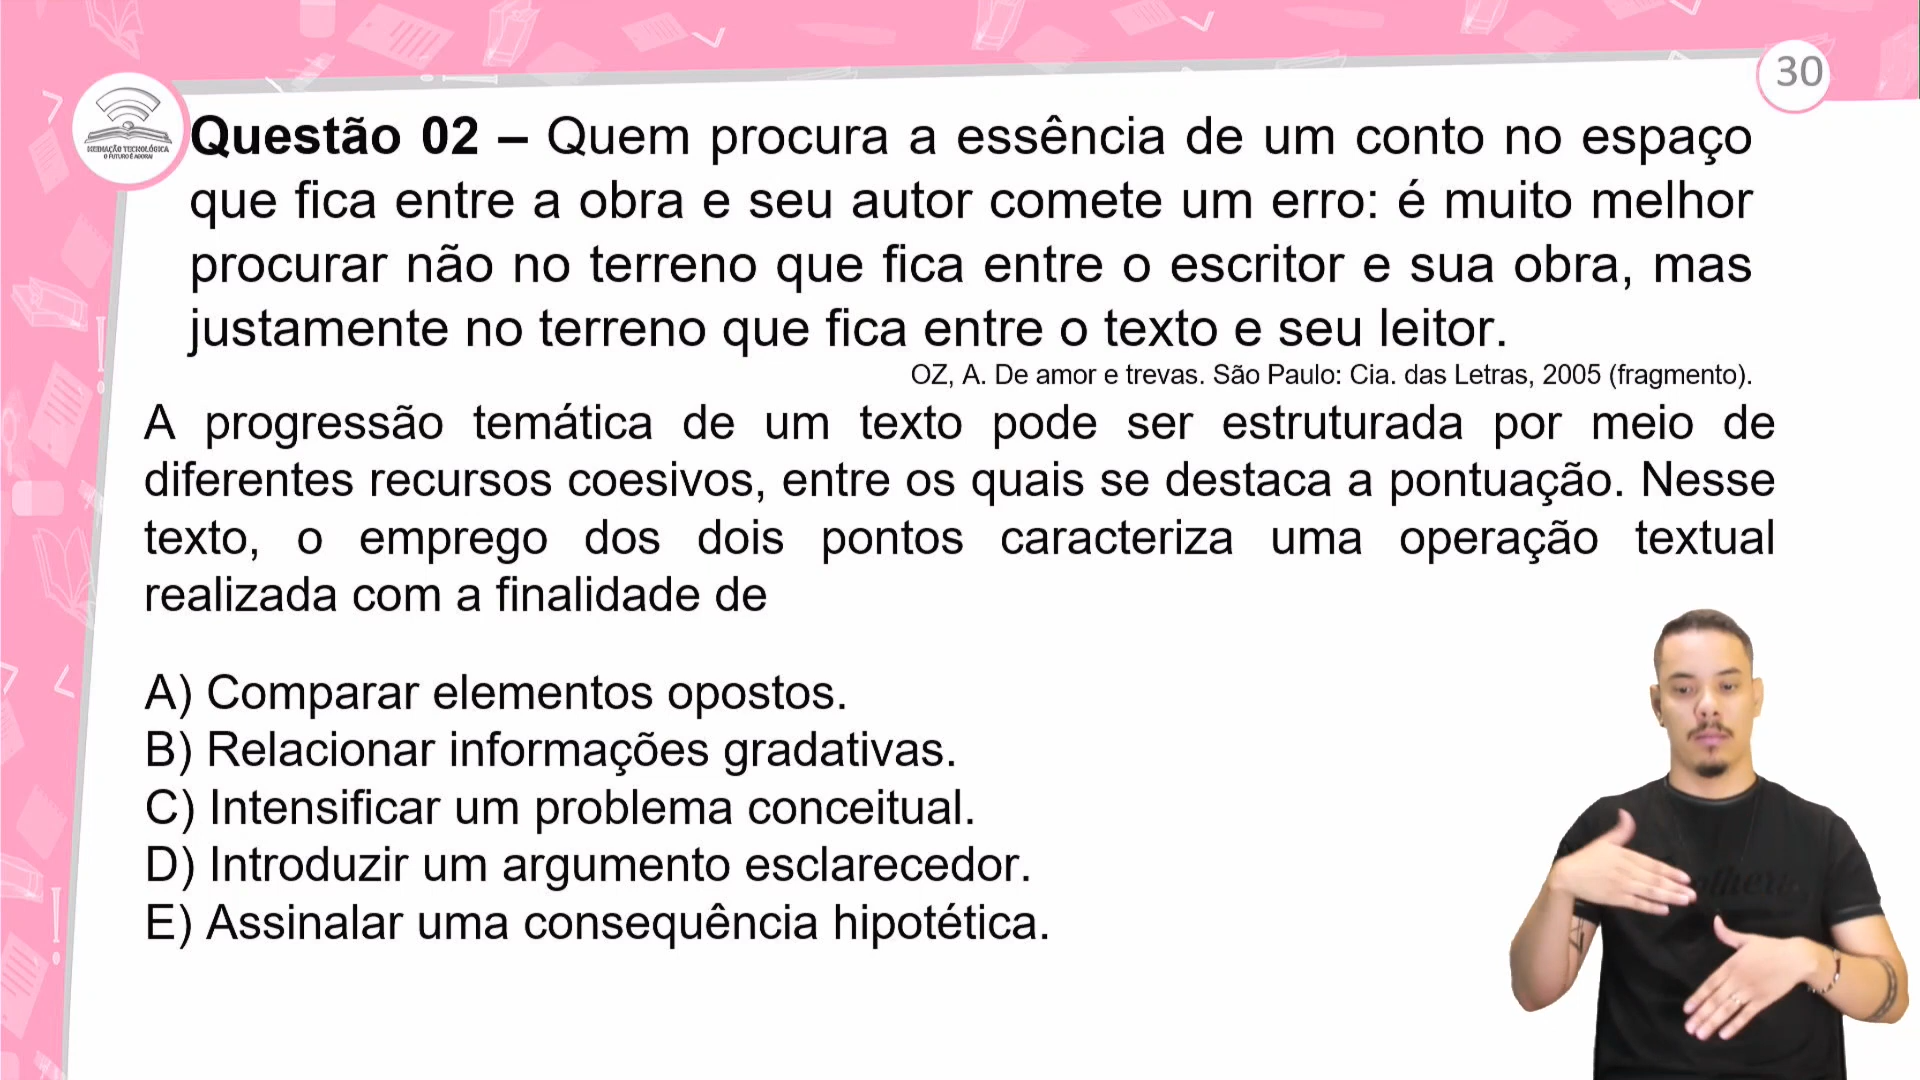 30
MEDIAÇÃO TECNOLÓGICA
O FUTURO É AGORA!
Questão 02 – Quem procura a essência de um conto no espaço
que fica entre a obra e seu autor comete um erro: é muito melhor
procurar não no terreno que fica entre o escritor e sua obra, mas
justamente no terreno que fica entre o texto e seu leitor.
OZ, A. De amor e trevas. São Paulo: Cia. das Letras, 2005 (fragmento).
A progressão temática de um texto pode ser estruturada por meio de
diferentes recursos coesivos, entre os quais se destaca a pontuação. Nesse
texto, o emprego dos dois pontos caracteriza uma operação textual
realizada com a finalidade de
A) Comparar elementos opostos.
B) Relacionar informações gradativas.
C) Intensificar um problema conceitual.
D) Introduzir um argumento esclarecedor.
E) Assinalar uma consequência hipotética.